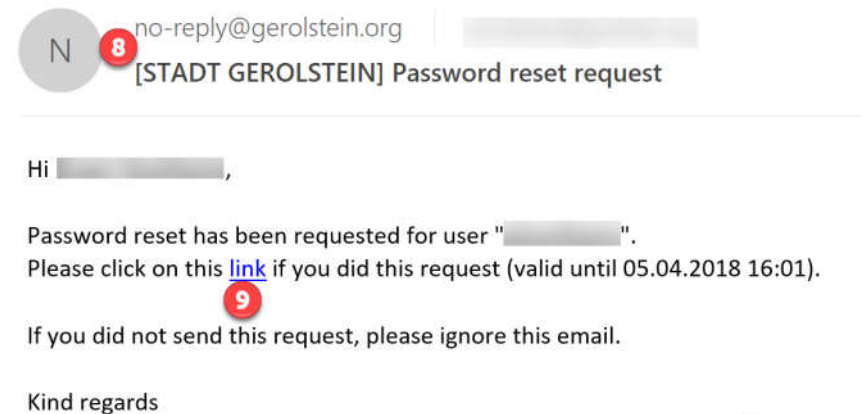 N
8
no-reply@gerolstein.org
[STADT GEROLSTEIN] Password reset request
Hi ,
Password reset has been requested for user " ".
Please click on this link if you did this request (valid until 05.04.2018 16:01).
9
If you did not send this request, please ignore this email.
Kind regards